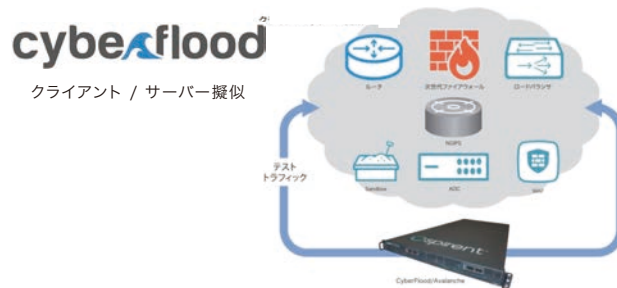 cyberflood
クライアント / サーバー擬似
ルータ
次世代ファイアウォール
ロードバランサ
NGIPS
テスト
トラフィック
Sandbox
ADC
WAF
spirent
CyberFlood/Avalanche